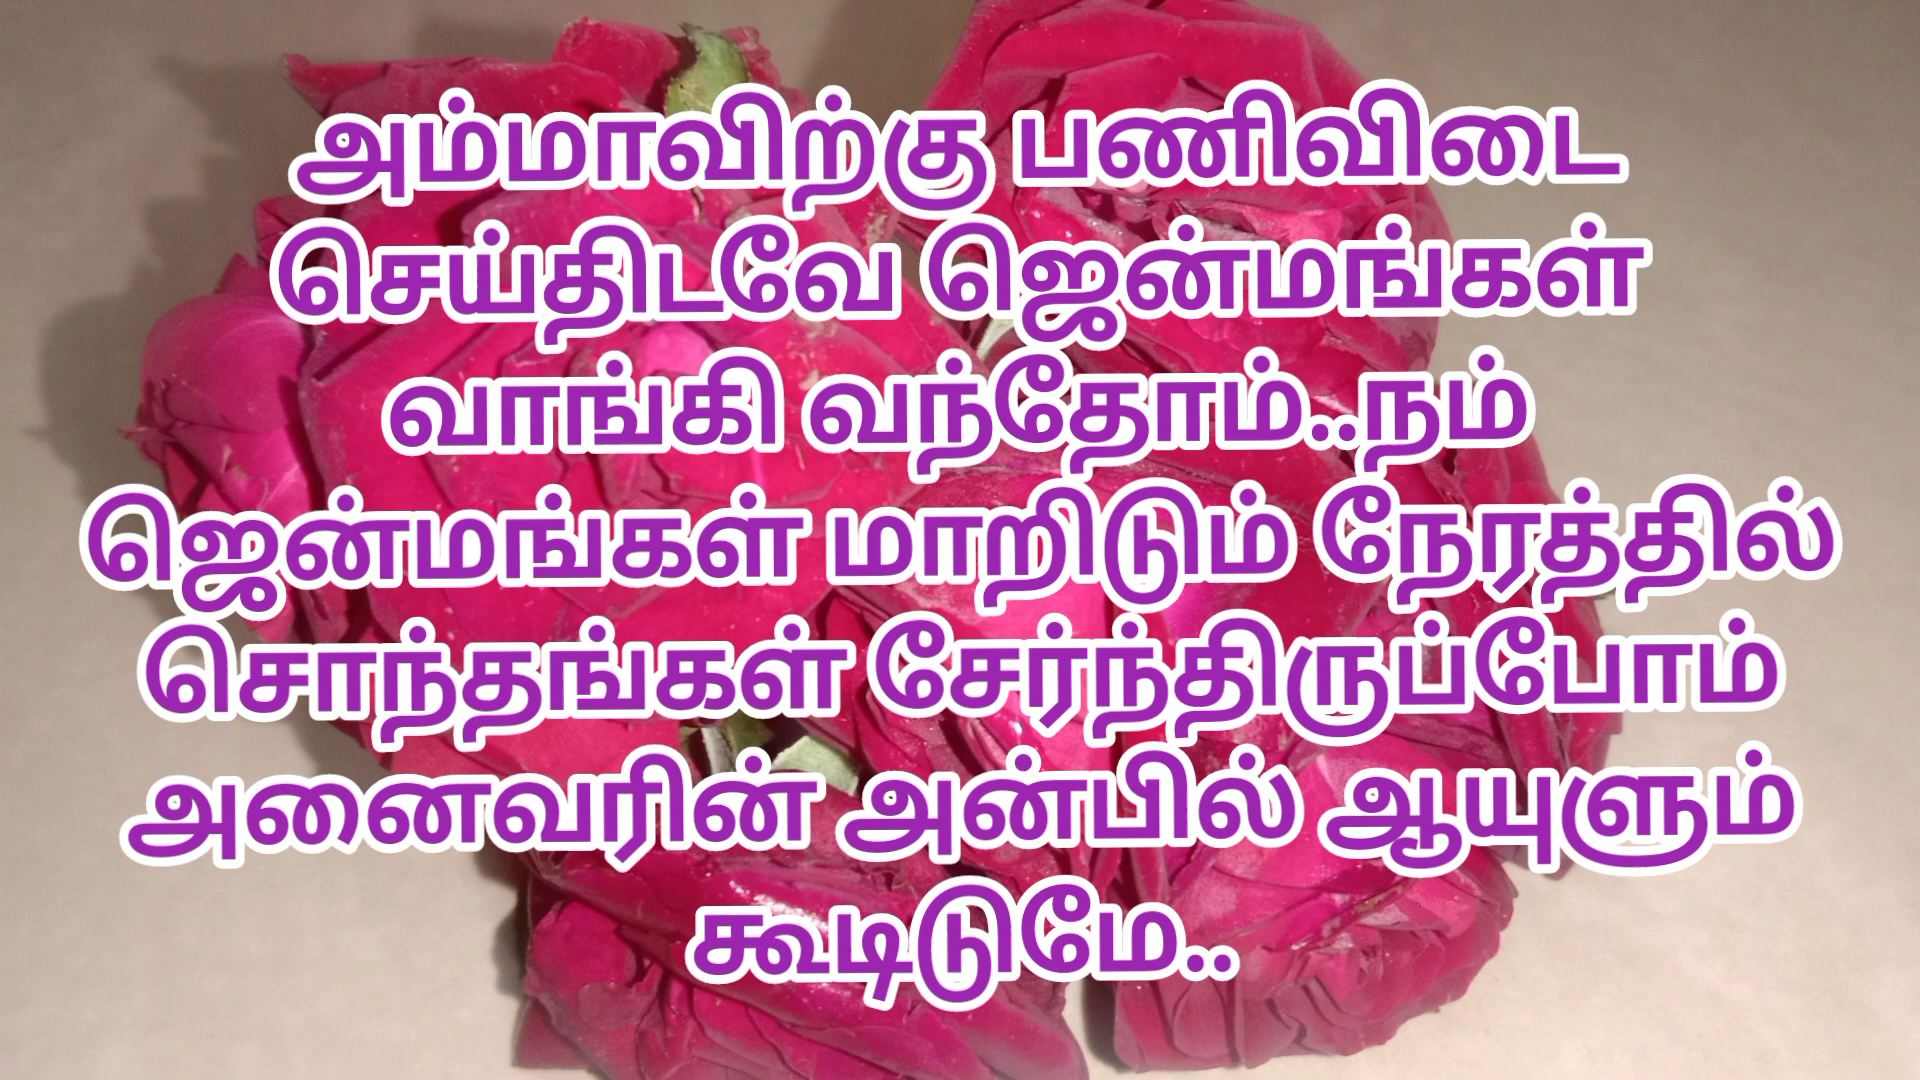 அம்மாவிற்கு பணிவிடை
செய்திடவே ஜென்மங்கள்
வாங்கி வந்தோம்..நம்
ஜென்மங்கள் மாறிடும் நேரத்தில்
சொந்தங்கள் சேர்ந்திருப்போம்
அனைவரின் அன்பில் ஆயுளும்
கூடிடுமே..